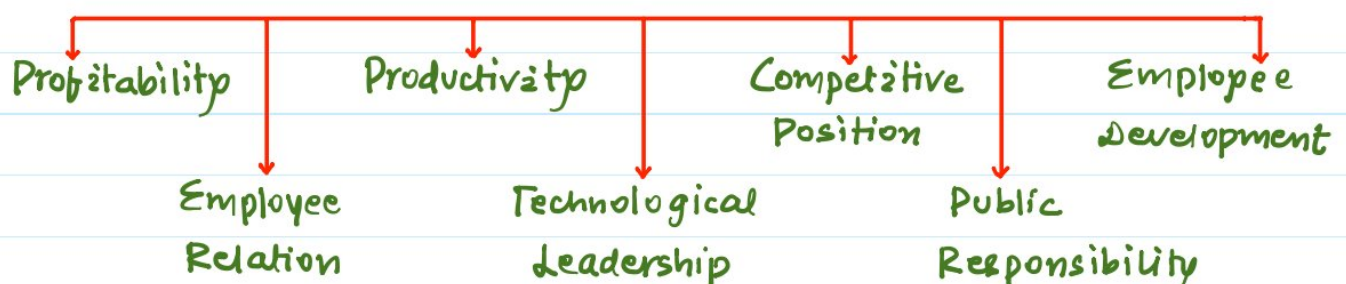 Profitability
Productivity
Competitive
Position
Employee
Development
Employee
Relation
Technological
Leadership
Public
Responsibility